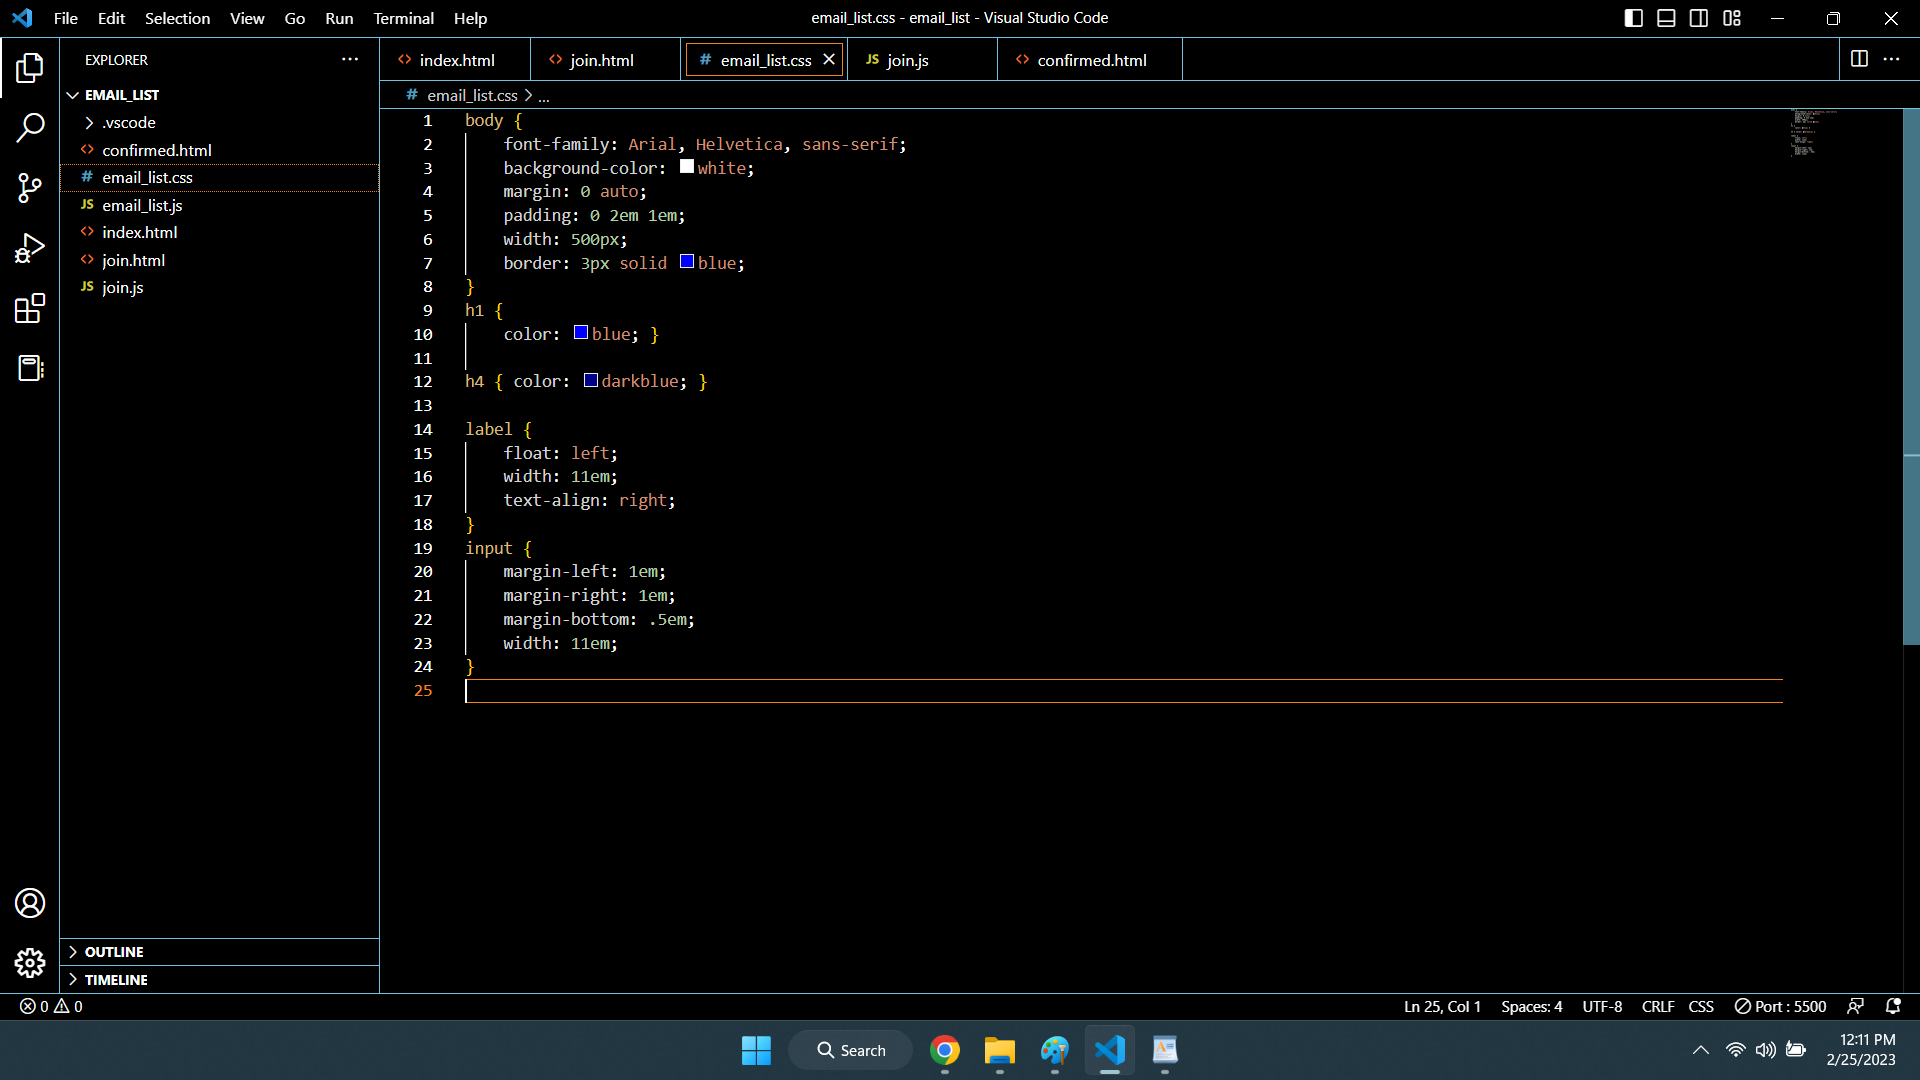 File Edit Selection View Go Run Terminal Help
email_list.css - email_list - Visual Studio Code
EXPLORER
EMAIL_LIST
.vscode
<> confirmed.html
# email_list.css
JS email_list.js
<> index.html
<> join.html
JS join.js
OUTLINE
TIMELINE
<> index.html <> join.html # email_list.css JS join.js <> confirmed.html
# email_list.css > ...
1 body {
2 font-family: Arial, Helvetica, sans-serif;
3 background-color: white;
4 margin: 0 auto;
5 padding: 0 2em 1em;
6 width: 500px;
7 border: 3px solid blue;
8 }
9 h1 {
10 color: blue; }
11
12 h4 { color: darkblue; }
13
14 label {
15 float: left;
16 width: 11em;
17 text-align: right;
18 }
19 input {
20 margin-left: 1em;
21 margin-right: 1em;
22 margin-bottom: .5em;
23 width: 11em;
24 }
25
0 0
Ln 25, Col 1 Spaces: 4 UTF-8 CRLF CSS Port : 5500
Search
12:11 PM
2/25/2023